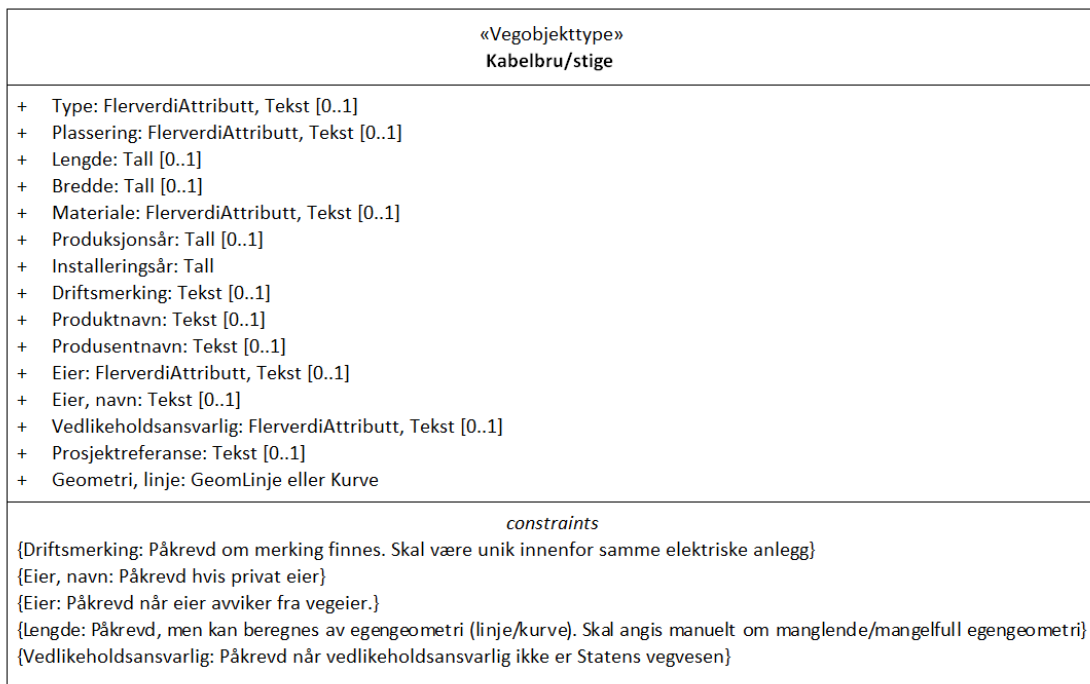 «Vegobjekttype»
Kabelbru/stige
+ Type: FlerverdiAttributt, Tekst [0..1]
+ Plassering: FlerverdiAttributt, Tekst [0..1]
+ Lengde: Tall [0..1]
+ Bredde: Tall [0..1]
+ Materiale: FlerverdiAttributt, Tekst [0..1]
+ Produksjonsår: Tall [0..1]
+ Installeringsår: Tall
+ Driftsmerking: Tekst [0..1]
+ Produktnavn: Tekst [0..1]
+ Produsentnavn: Tekst [0..1]
+ Eier: FlerverdiAttributt, Tekst [0..1]
+ Eier, navn: Tekst [0..1]
+ Vedlikeholdsansvarlig: FlerverdiAttributt, Tekst [0..1]
+ Prosjektreferanse: Tekst [0..1]
+ Geometri, linje: GeomLinje eller Kurve
constraints
{Driftsmerking: Påkrevd om merking finnes. Skal være unik innenfor samme elektriske anlegg}
{Eier, navn: Påkrevd hvis privat eier}
{Eier: Påkrevd når eier avviker fra vegeier.}
{Lengde: Påkrevd, men kan beregnes av egengeometri (linje/kurve). Skal angis manuelt om manglende/mangelfull egengeometri}
{Vedlikeholdsansvarlig: Påkrevd når vedlikeholdsansvarlig ikke er Statens vegvesen}